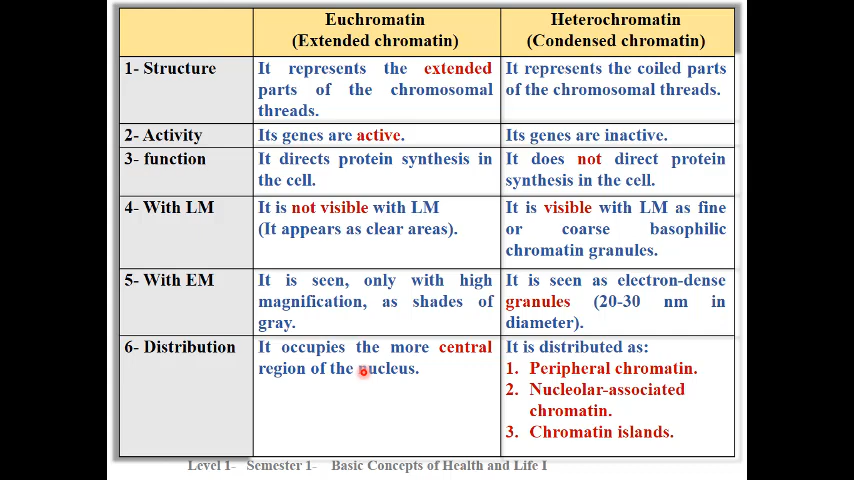 Euchromatin
(Extended chromatin)
Heterochromatin
(Condensed chromatin)
1- Structure
It represents the extended
parts of the chromosomal
threads.
It represents the coiled parts
of the chromosomal threads.
2- Activity
Its genes are active.
Its genes are inactive.
3- function
It directs protein synthesis in
the cell.
It does not direct protein
synthesis in the cell.
4- With LM
It is not visible with LM
(It appears as clear areas).
It is visible with LM as fine
or coarse basophilic
chromatin granules.
5- With EM
It is seen, only with high
magnification, as shades of
gray.
It is seen as electron-dense
granules (20-30 nm in
diameter).
6- Distribution
It occupies the more central
region of the nucleus.
It is distributed as:
1. Peripheral chromatin.
2. Nucleolar-associated
chromatin.
3. Chromatin islands.
Level 1- Semester 1- Basic Concepts of Health and Life I